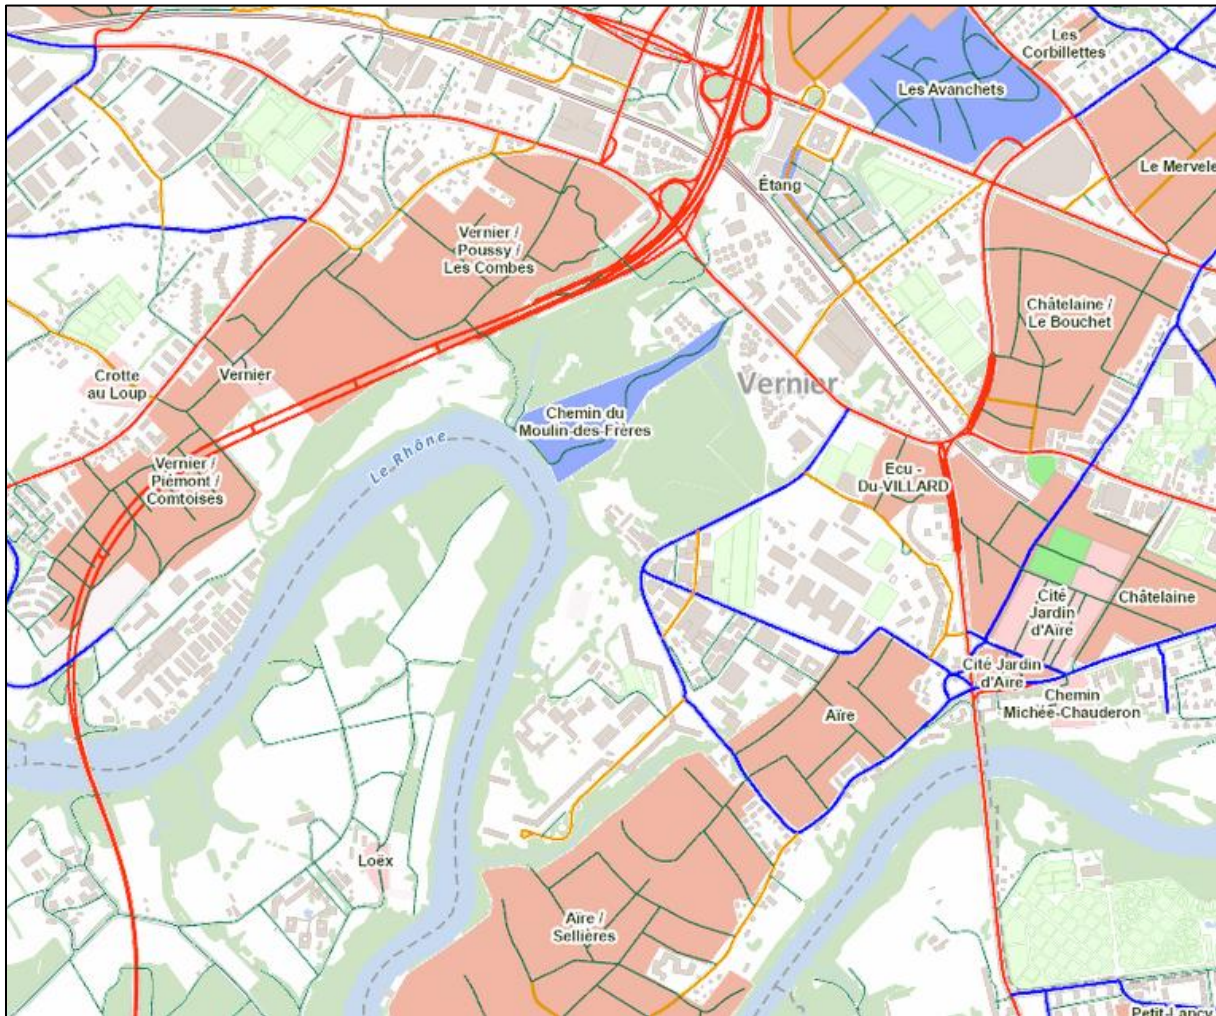 Les
Corbillettes
Les Avanchets
Le Mervele
Étang
Vernier /
Poussy /
Les Combes
Châtelaine /
Le Bouchet
Crotte
au Loup
Vernier
Vernier
Chemin du
Moulin-des-Frères
Le Rhône
Vernier /
Piémont /
Comtoises
Ecu -
Du-VILLARD
Cité
Jardin
d'Aïre
Châtelaine
Cité Jardin
d'Aïre
Chemin
Michée-Chauderon
Aïre
Loëx
Aïre /
Sellières
Petit-Lancy